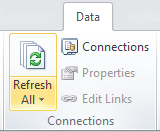 Data
Connections
Properties
Edit Links
Refresh
All
Connections